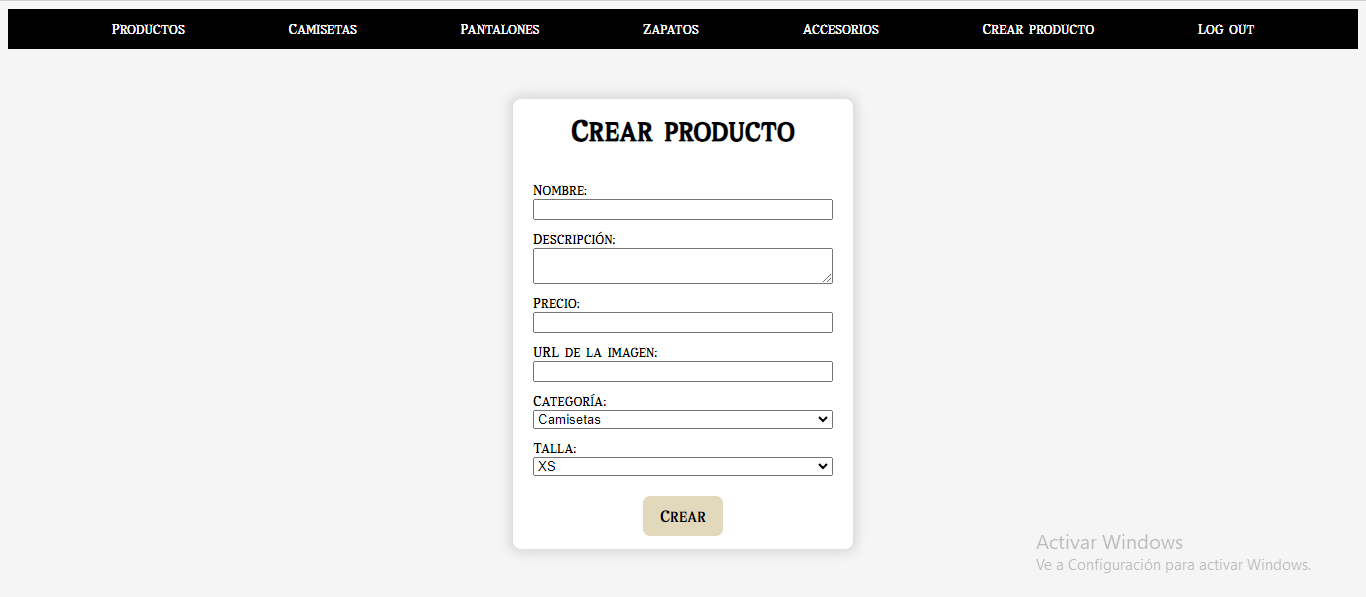 Productos Camisetas Pantalones Zapatos Accesorios Crear producto Log out
Crear producto
Nombre:
Descripción:
Precio:
URL de la imagen:
Categoría:
Camisetas
Talla:
XS
Crear
Activar Windows
Ve a Configuración para activar Windows.